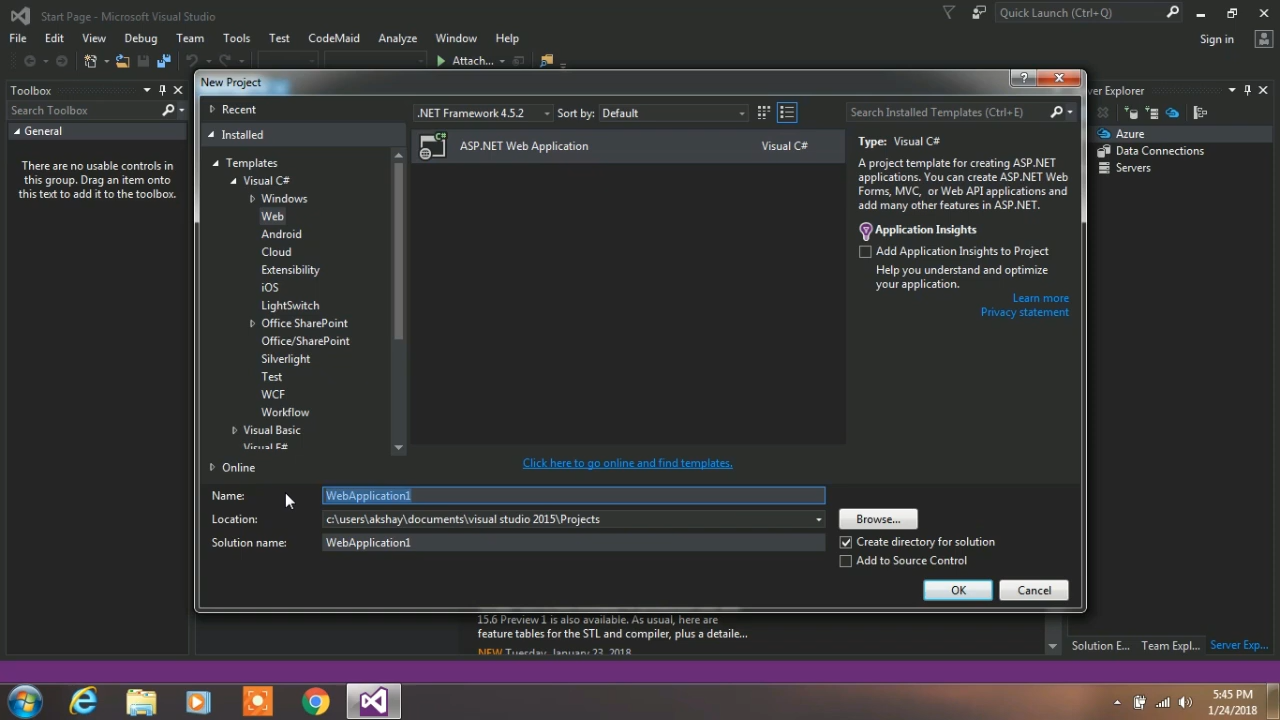 Start Page - Microsoft Visual Studio
Quick Launch (Ctrl+Q)
File Edit View Debug Team Tools Test CodeMaid Analyze Window Help
Sign in
Attach...
Toolbox
Search Toolbox
General
There are no usable controls in
this group. Drag an item onto
this text to add it to the toolbox.
New Project
Recent
Installed
Templates
Visual C#
Windows
Web
Android
Cloud
Extensibility
iOS
LightSwitch
Office SharePoint
Office/SharePoint
Silverlight
Test
WCF
Workflow
Visual Basic
Visual F#
Online
.NET Framework 4.5.2
Sort by: Default
Search Installed Templates (Ctrl+E)
ASP.NET Web Application Visual C#
Type: Visual C#
A project template for creating ASP.NET
applications. You can create ASP.NET Web
Forms, MVC, or Web API applications and
add many other features in ASP.NET.
Application Insights
Add Application Insights to Project
Help you understand and optimize
your application.
Learn more
Privacy statement
Click here to go online and find templates.
Name: WebApplication1
Location: c:\users\akshay\documents\visual studio 2015\Projects
Browse...
Solution name: WebApplication1
Create directory for solution
Add to Source Control
OK Cancel
ver Explorer
Azure
Data Connections
Servers
15.6 Preview 1 is also available. As usual, here are
feature tables for the STL and compiler, plus a detaile...
NEW Tuesday, January 23, 2018
Solution E... Team Expl... Server Exp...
5:45 PM
1/24/2018